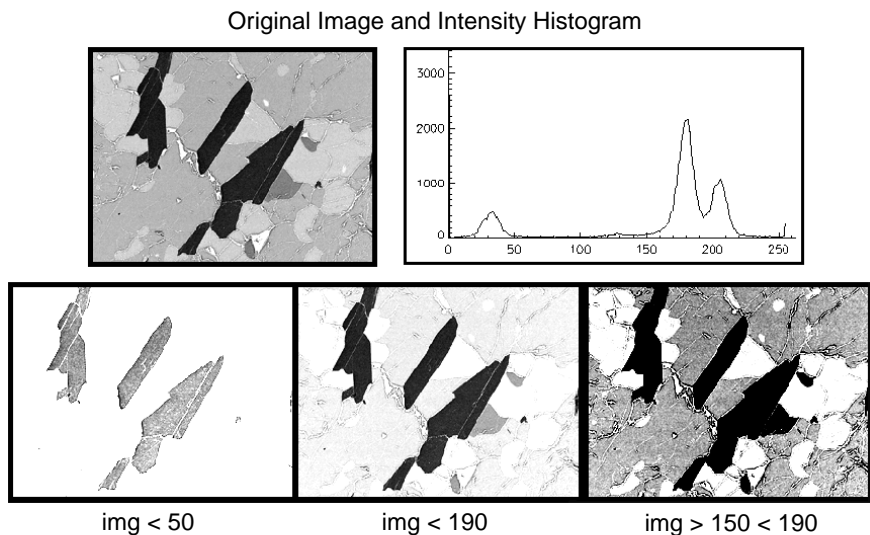 Original Image and Intensity Histogram
3000
2000
1000
0
0 50 100 150 200 250
img < 50 img < 190 img > 150 < 190